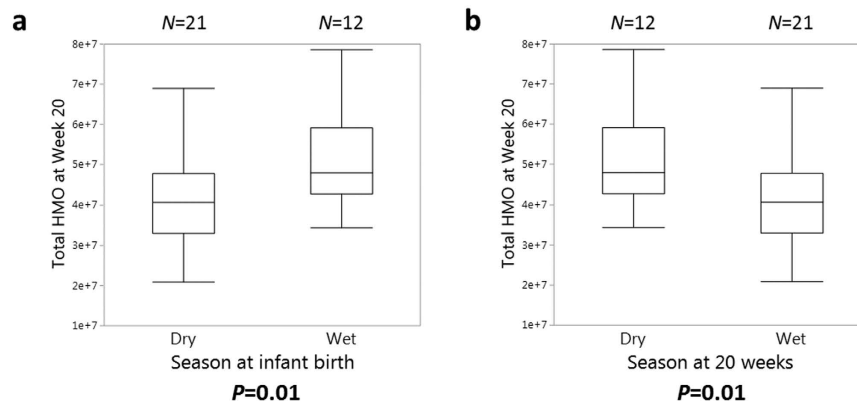 a
N=21 N=12
Total HMO at Week 20
8e+7
7e+7
6e+7
5e+7
4e+7
3e+7
2e+7
1e+7
Dry Wet
Season at infant birth
P=0.01
b
N=12 N=21
Total HMO at Week 20
8e+7
7e+7
6e+7
5e+7
4e+7
3e+7
2e+7
1e+7
Dry Wet
Season at 20 weeks
P=0.01